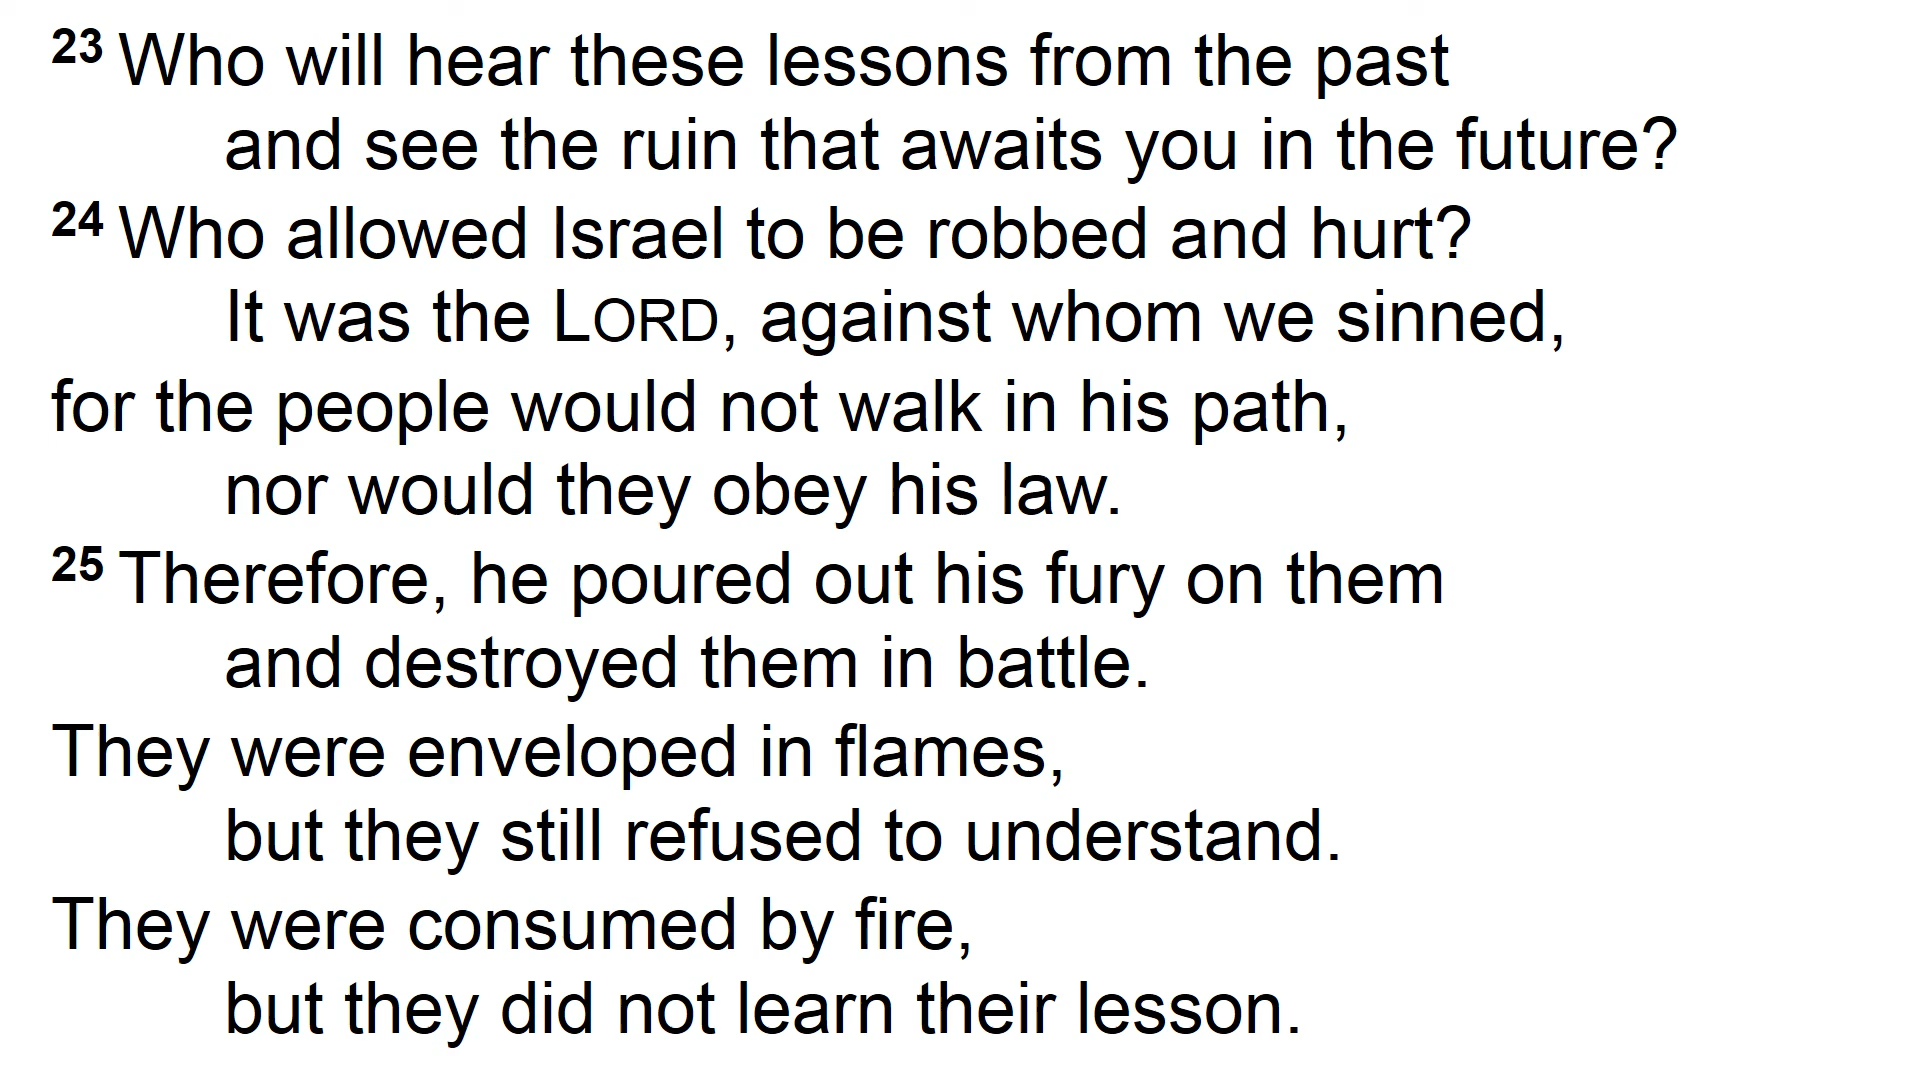 23 Who will hear these lessons from the past
and see the ruin that awaits you in the future?
24 Who allowed Israel to be robbed and hurt?
It was the LORD, against whom we sinned,
for the people would not walk in his path,
nor would they obey his law.
25 Therefore, he poured out his fury on them
and destroyed them in battle.
They were enveloped in flames,
but they still refused to understand.
They were consumed by fire,
but they did not learn their lesson.